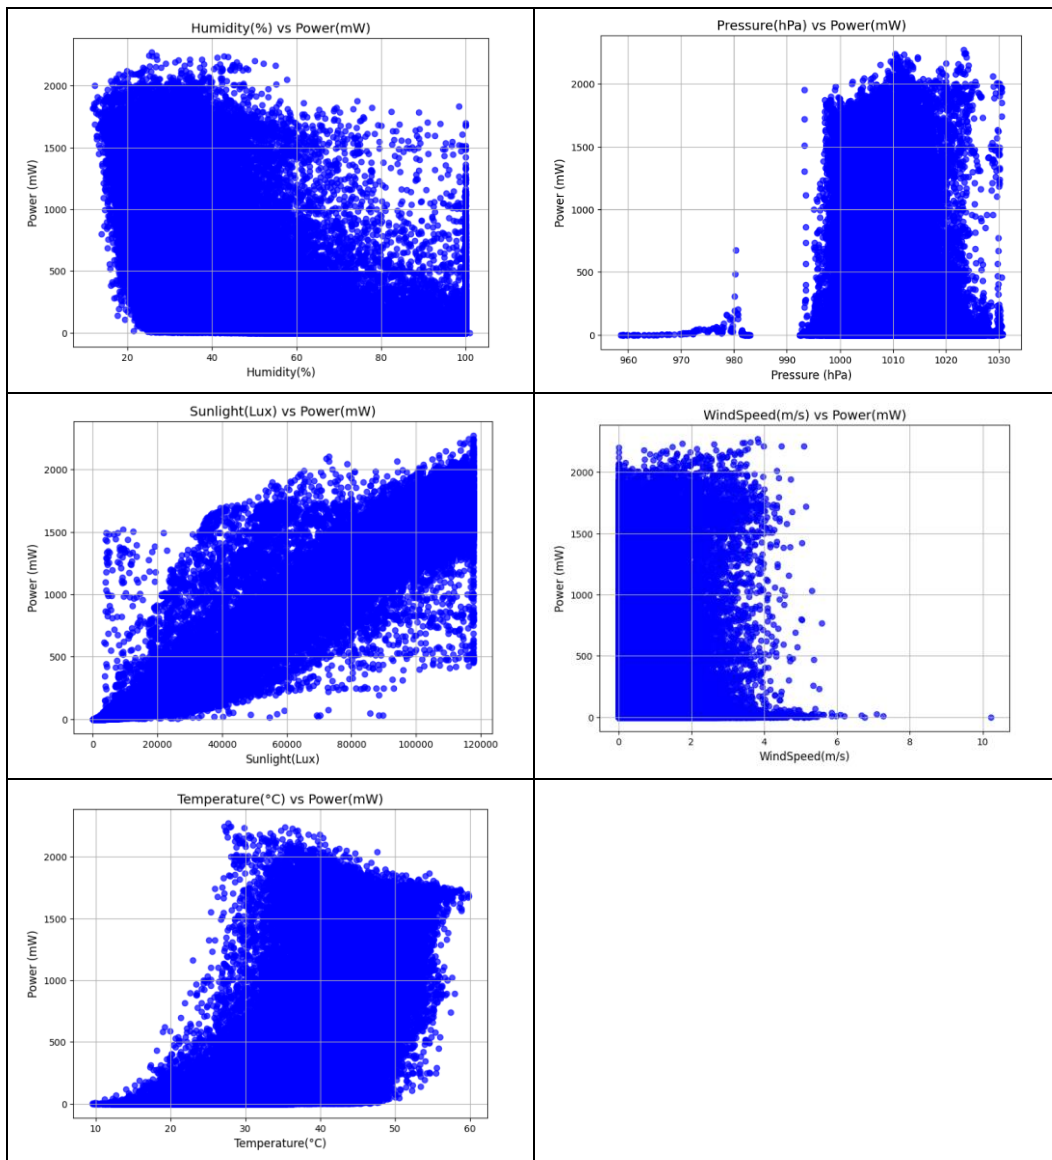 Humidity(%) vs Power(mW)
2000
1500
1000
500
0
Power (mW)
20 40 60 80 100
Humidity(%)
Pressure(hPa) vs Power(mW)
2000
1500
1000
500
0
Power (mW)
960 970 980 990 1000 1010 1020 1030
Pressure (hPa)
Sunlight(Lux) vs Power(mW)
2000
1500
1000
500
0
Power (mW)
0 20000 40000 60000 80000 100000 120000
Sunlight(Lux)
WindSpeed(m/s) vs Power(mW)
2000
1500
1000
500
0
Power (mW)
0 2 4 6 8 10
WindSpeed(m/s)
Temperature(°C) vs Power(mW)
2000
1500
1000
500
0
Power (mW)
10 20 30 40 50 60
Temperature(°C)